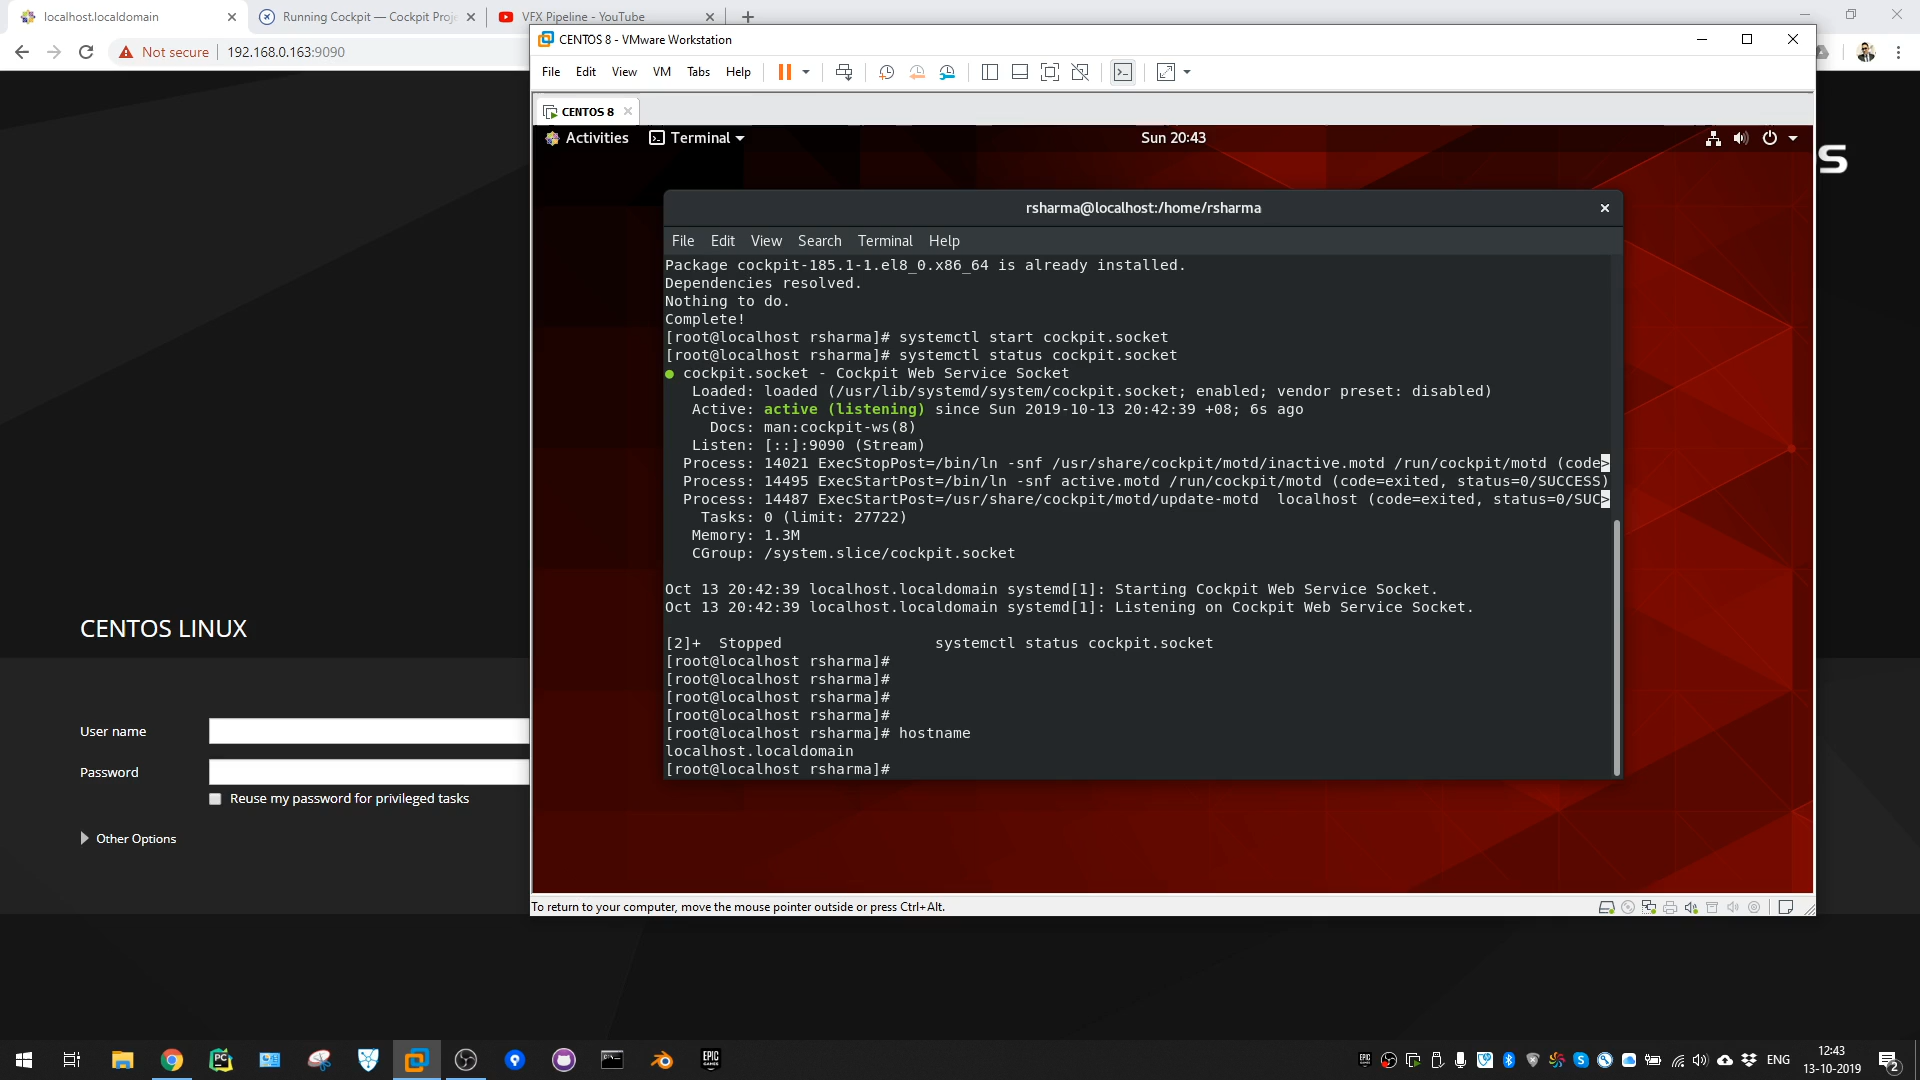 localhost.localdomain
Running Cockpit — Cockpit Proje
VFX Pipeline - YouTube
Not secure
192.168.0.163:9090
CENTOS 8 - VMware Workstation
File Edit View VM Tabs Help
CENTOS 8
Activities
Terminal
Sun 20:43
S
rsharma@localhost:/home/rsharma
File Edit View Search Terminal Help
Package cockpit-185.1-1.el8_0.x86_64 is already installed.
Dependencies resolved.
Nothing to do.
Complete!
[root@localhost rsharma]# systemctl start cockpit.socket
[root@localhost rsharma]# systemctl status cockpit.socket
● cockpit.socket - Cockpit Web Service Socket
Loaded: loaded (/usr/lib/systemd/system/cockpit.socket; enabled; vendor preset: disabled)
Active: active (listening) since Sun 2019-10-13 20:42:39 +08; 6s ago
Docs: man:cockpit-ws(8)
Listen: [::]:9090 (Stream)
Process: 14021 ExecStopPost=/bin/ln -snf /usr/share/cockpit/motd/inactive.motd /run/cockpit/motd (code>
Process: 14495 ExecStartPost=/bin/ln -snf active.motd /run/cockpit/motd (code=exited, status=0/SUCCESS)
Process: 14487 ExecStartPost=/usr/share/cockpit/motd/update-motd  localhost (code=exited, status=0/SUC>
Tasks: 0 (limit: 27722)
Memory: 1.3M
CGroup: /system.slice/cockpit.socket
Oct 13 20:42:39 localhost.localdomain systemd[1]: Starting Cockpit Web Service Socket.
Oct 13 20:42:39 localhost.localdomain systemd[1]: Listening on Cockpit Web Service Socket.
[2]+  Stopped                 systemctl status cockpit.socket
[root@localhost rsharma]#
[root@localhost rsharma]#
[root@localhost rsharma]#
[root@localhost rsharma]#
[root@localhost rsharma]# hostname
localhost.localdomain
[root@localhost rsharma]#
CENTOS LINUX
User name
Password
Reuse my password for privileged tasks
Other Options
To return to your computer, move the mouse pointer outside or press Ctrl+Alt.
PC
EPIC
ENG
12:43
13-10-2019
2